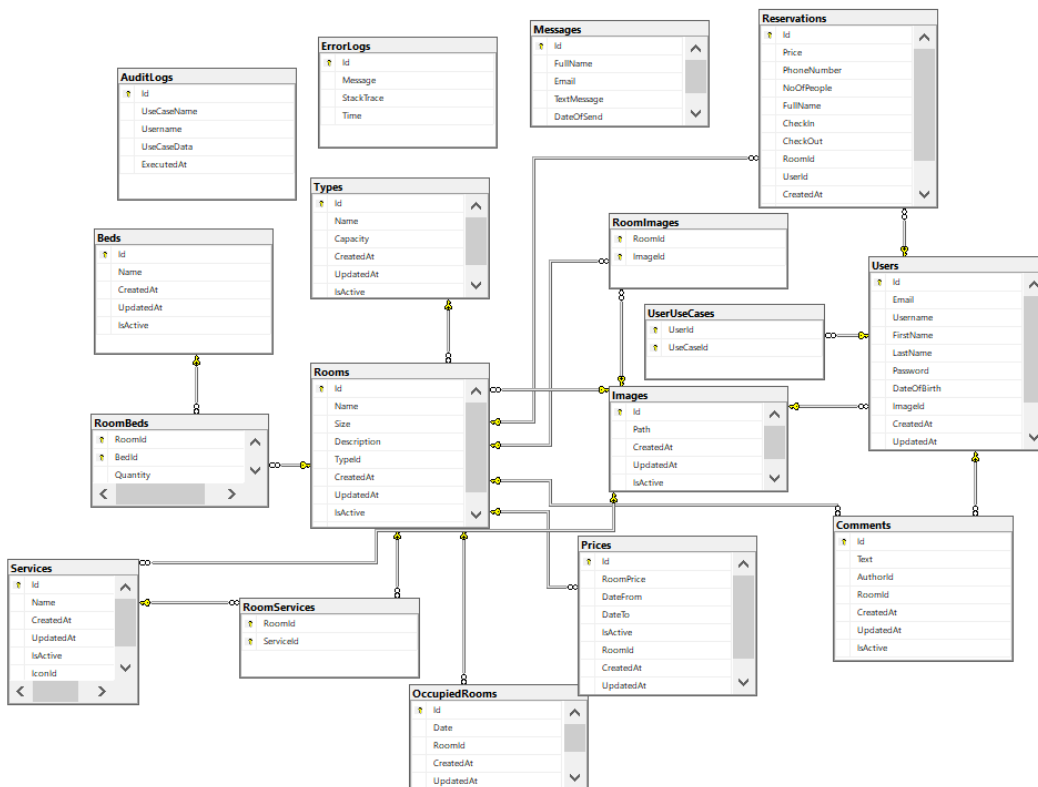 Reservations
Id
Price
PhoneNumber
NoOfPeople
FullName
CheckIn
CheckOut
RoomId
UserId
CreatedAt
Messages
Id
FullName
Email
TextMessage
DateOfSend
ErrorLogs
Id
Message
StackTrace
Time
AuditLogs
Id
UseCaseName
Username
UseCaseData
ExecutedAt
Types
Id
Name
Capacity
CreatedAt
UpdatedAt
IsActive
RoomImages
RoomId
ImageId
Beds
Id
Name
CreatedAt
UpdatedAt
IsActive
Users
Id
Email
Username
FirstName
LastName
Password
DateOfBirth
ImageId
CreatedAt
UpdatedAt
UserUseCases
UserId
UseCaseId
Rooms
Id
Name
Size
Description
TypeId
CreatedAt
UpdatedAt
IsActive
Images
Id
Path
CreatedAt
UpdatedAt
IsActive
RoomBeds
RoomId
BedId
Quantity
Comments
Id
Text
AuthorId
RoomId
CreatedAt
UpdatedAt
IsActive
Prices
Id
RoomPrice
DateFrom
DateTo
IsActive
RoomId
CreatedAt
UpdatedAt
Services
Id
Name
CreatedAt
UpdatedAt
IsActive
IconId
RoomServices
RoomId
ServiceId
OccupiedRooms
Id
Date
RoomId
CreatedAt
UpdatedAt